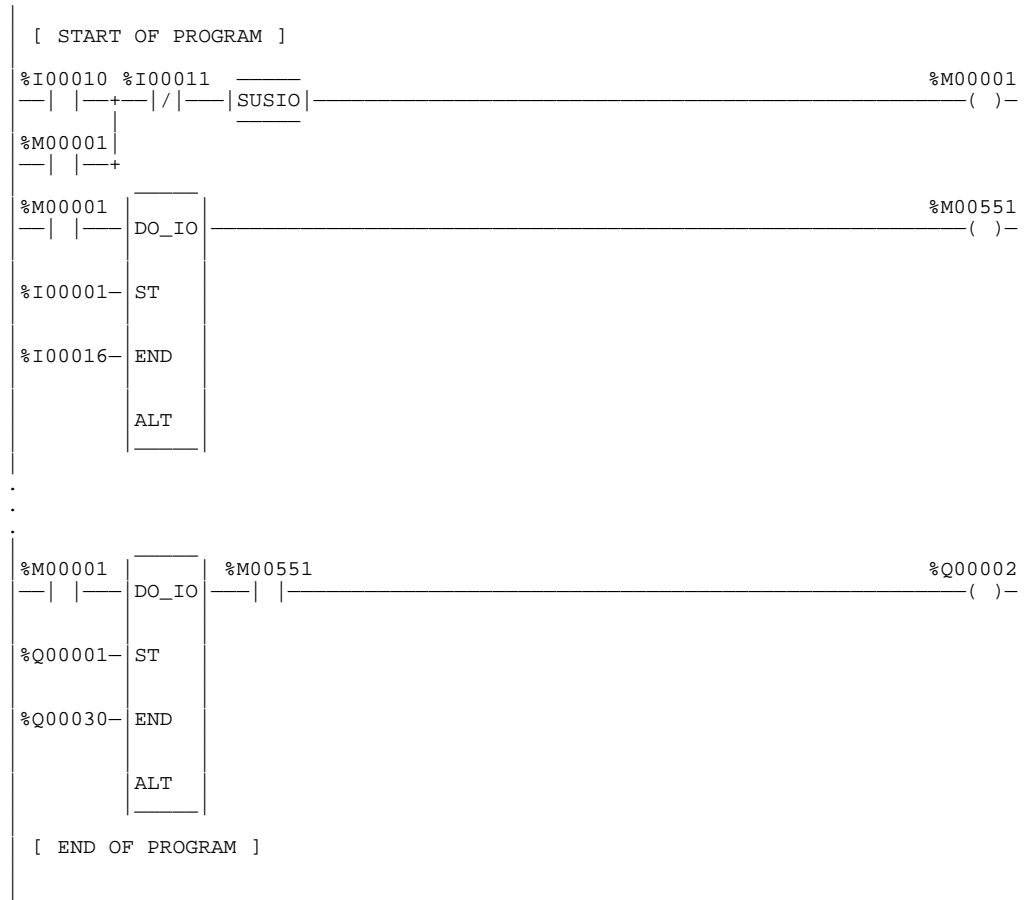 [ START OF PROGRAM ]
%I00010 %I00011 %M00001
SUSIO
%M00001
%M00001 %M00551
DO_IO
%I00001 ST
%I00016 END
ALT
%M00001 %M00551 %Q00002
DO_IO
%Q00001 ST
%Q00030 END
ALT
[ END OF PROGRAM ]